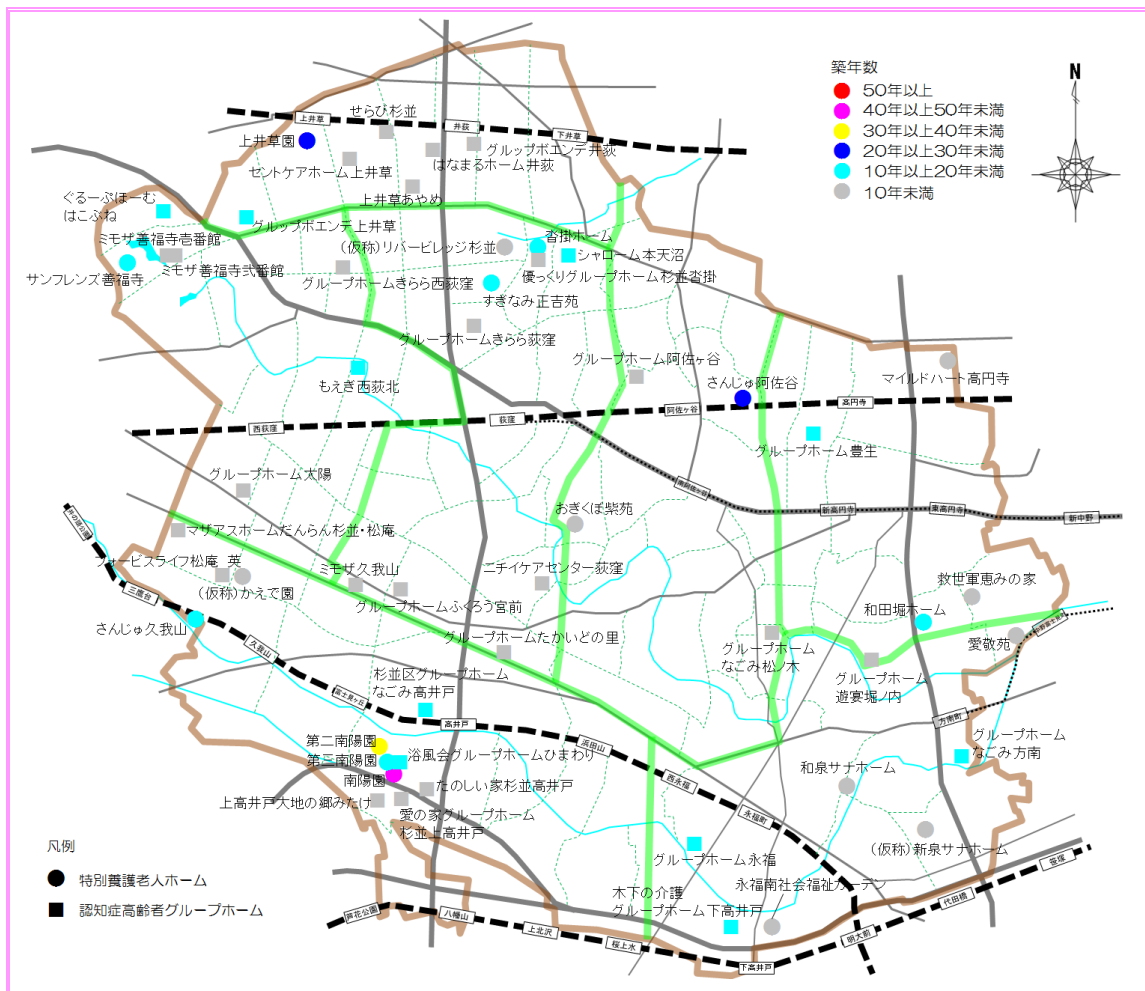 築年数
50年以上
40年以上50年未満
30年以上40年未満
20年以上30年未満
10年以上20年未満
10年未満
N
せらび杉並
上井草
井荻
下井草
上井草園
グループボエンデ井荻
はなまるホーム井荻
セントケアホーム上井草
上井草あやめ
ぐるーぷほーむ
はこぶね
グループボエンデ上井草
ミモザ善福寺壱番館
(仮称)リバービレッジ杉並
沓掛ホーム
シャローム本天沼
サンフレンズ善福寺
ミモザ善福寺弐番館
グループホームきらら西荻窪
優っくりグループホーム杉並沓掛
すぎなみ正吉苑
グループホームきらら荻窪
グループホーム阿佐ヶ谷
もえぎ西荻北
さんじゅ阿佐谷
マイルドハート高円寺
西荻窪
荻窪
阿佐ヶ谷
高円寺
グループホーム豊生
グループホーム太陽
南阿佐ヶ谷
新高円寺
東高円寺
新中野
おぎくぼ紫苑
マザアスホームだんらん杉並・松庵
井の頭公園
フォービスライフ松庵 英
(仮称)かえで園
三鷹台
ミモザ久我山
グループホームふくろう宮前
ニチイケアセンター荻窪
救世軍恵みの家
和田堀ホーム
さんじゅ久我山
久我山
グループホームたかいどの里
グループホーム
なごみ松ノ木
愛敬苑
中野富士見町
グループホーム
遊宴堀ノ内
杉並区グループホーム
なごみ高井戸
富士見ヶ丘
高井戸
浜田山
方南町
グループホーム
なごみ方南
第二南陽園
第三南陽園
浴風会グループホームひまわり
南陽園
たのしい家杉並高井戸
西永福
和泉サナホーム
上高井戸大地の郷みたけ
愛の家グループホーム
杉並上高井戸
永福町
(仮称)新泉サナホーム
グループホーム永福
凡例
特別養護老人ホーム
認知症高齢者グループホーム
木下の介護
グループホーム下高井戸
永福南社会福祉ガーデン
笹塚
代田橋
芦花公園
八幡山
上北沢
桜上水
下高井戸
明大前